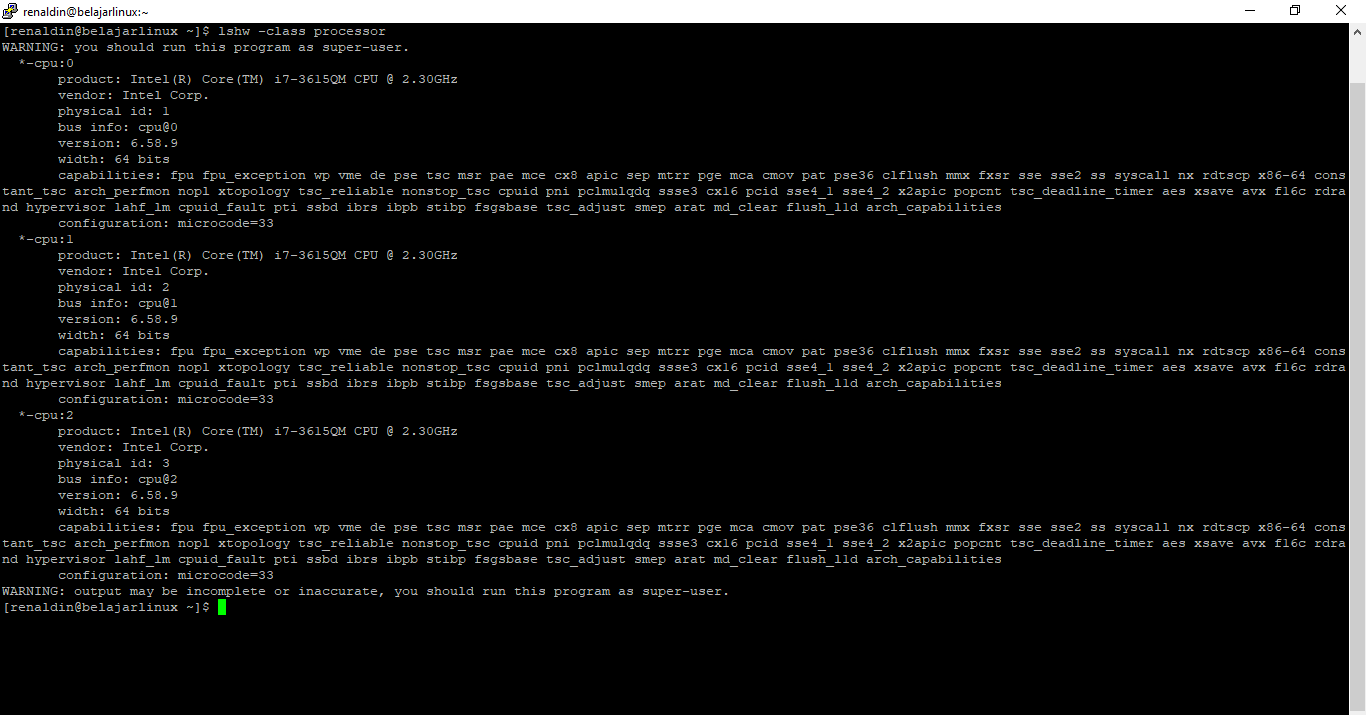 renaldin@belajarlinux:~
[renaldin@belajarlinux ~]$ lshw -class processor
WARNING: you should run this program as super-user.
  *-cpu:0
       product: Intel(R) Core(TM) i7-3615QM CPU @ 2.30GHz
       vendor: Intel Corp.
       physical id: 1
       bus info: cpu@0
       version: 6.58.9
       width: 64 bits
       capabilities: fpu fpu_exception wp vme de pse tsc msr pae mce cx8 apic sep mtrr pge mca cmov pat pse36 clflush mmx fxsr sse sse2 ss syscall nx rdtscp x86-64 cons
tant_tsc arch_perfmon nopl xtopology tsc_reliable nonstop_tsc cpuid pni pclmulqdq ssse3 cx16 pcid sse4_1 sse4_2 x2apic popcnt tsc_deadline_timer aes xsave avx f16c rdra
nd hypervisor lahf_lm cpuid_fault pti ssbd ibrs ibpb stibp fsgsbase tsc_adjust smep arat md_clear flush_l1d arch_capabilities
       configuration: microcode=33
  *-cpu:1
       product: Intel(R) Core(TM) i7-3615QM CPU @ 2.30GHz
       vendor: Intel Corp.
       physical id: 2
       bus info: cpu@1
       version: 6.58.9
       width: 64 bits
       capabilities: fpu fpu_exception wp vme de pse tsc msr pae mce cx8 apic sep mtrr pge mca cmov pat pse36 clflush mmx fxsr sse sse2 ss syscall nx rdtscp x86-64 cons
tant_tsc arch_perfmon nopl xtopology tsc_reliable nonstop_tsc cpuid pni pclmulqdq ssse3 cx16 pcid sse4_1 sse4_2 x2apic popcnt tsc_deadline_timer aes xsave avx f16c rdra
nd hypervisor lahf_lm cpuid_fault pti ssbd ibrs ibpb stibp fsgsbase tsc_adjust smep arat md_clear flush_l1d arch_capabilities
       configuration: microcode=33
  *-cpu:2
       product: Intel(R) Core(TM) i7-3615QM CPU @ 2.30GHz
       vendor: Intel Corp.
       physical id: 3
       bus info: cpu@2
       version: 6.58.9
       width: 64 bits
       capabilities: fpu fpu_exception wp vme de pse tsc msr pae mce cx8 apic sep mtrr pge mca cmov pat pse36 clflush mmx fxsr sse sse2 ss syscall nx rdtscp x86-64 cons
tant_tsc arch_perfmon nopl xtopology tsc_reliable nonstop_tsc cpuid pni pclmulqdq ssse3 cx16 pcid sse4_1 sse4_2 x2apic popcnt tsc_deadline_timer aes xsave avx f16c rdra
nd hypervisor lahf_lm cpuid_fault pti ssbd ibrs ibpb stibp fsgsbase tsc_adjust smep arat md_clear flush_l1d arch_capabilities
       configuration: microcode=33
WARNING: output may be incomplete or inaccurate, you should run this program as super-user.
[renaldin@belajarlinux ~]$